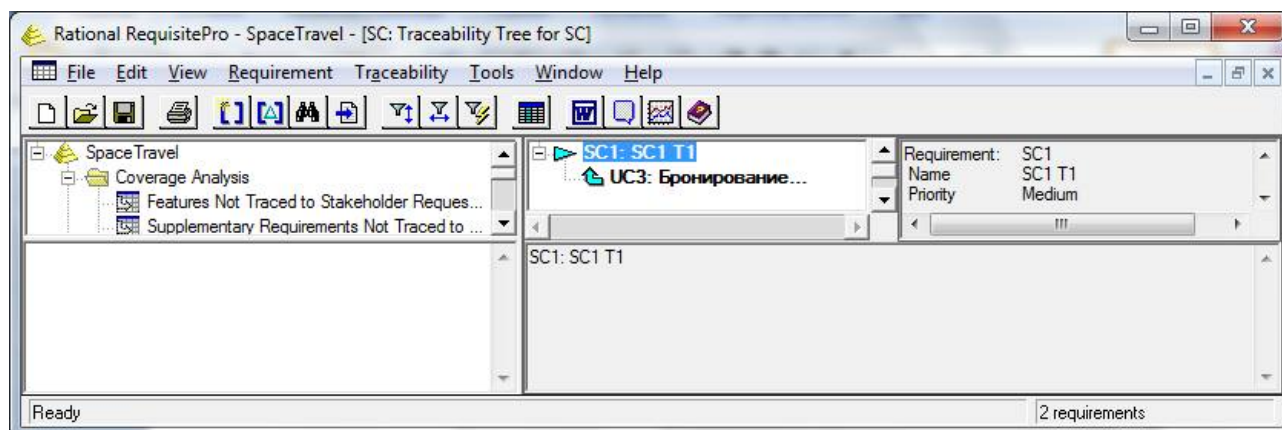 Rational RequisitePro - SpaceTravel - [SC: Traceability Tree for SC]
File Edit View Requirement Traceability Tools Window Help
SpaceTravel
Coverage Analysis
Features Not Traced to Stakeholder Reques...
Supplementary Requirements Not Traced to ...
SC1: SC1 T1
UC3: Бронирование...
Requirement: SC1
Name SC1 T1
Priority Medium
SC1: SC1 T1
Ready
2 requirements